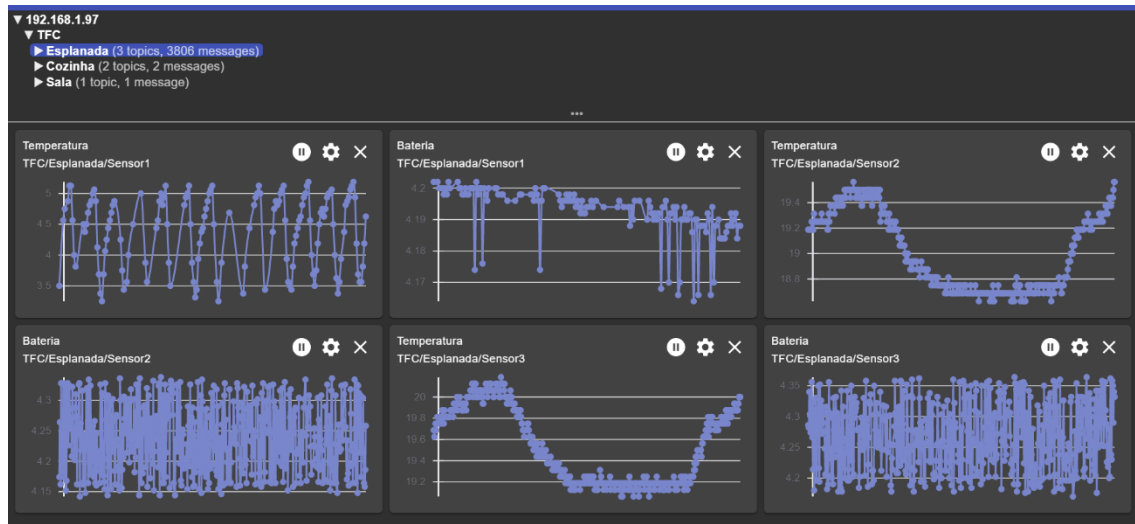 ▼ 192.168.1.97
▼ TFC
▶ Esplanada (3 topics, 3806 messages)
▶ Cozinha (2 topics, 2 messages)
▶ Sala (1 topic, 1 message)
...
Temperatura
TFC/Esplanada/Sensor1
5
4.5
4
3.5
Bateria
TFC/Esplanada/Sensor1
4.2
4.19
4.18
4.17
Temperatura
TFC/Esplanada/Sensor2
19.4
19.2
19
18.8
Bateria
TFC/Esplanada/Sensor2
4.3
4.25
4.2
4.15
Temperatura
TFC/Esplanada/Sensor3
20
19.8
19.6
19.4
19.2
Bateria
TFC/Esplanada/Sensor3
4.35
4.3
4.25
4.2